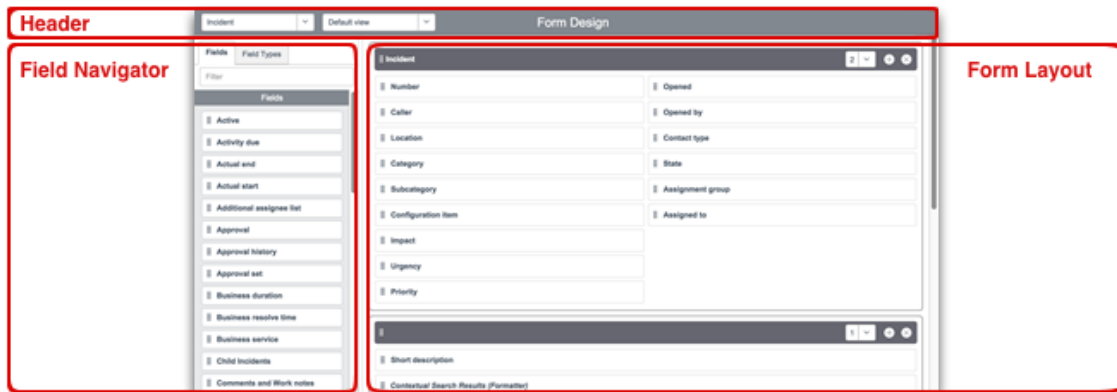 Header
Incident
Default view
Form Design
Field Navigator
Fields
Field Types
Filter
Fields
Active
Activity due
Actual end
Actual start
Additional assignee list
Approval
Approval history
Approval set
Business duration
Business resolve time
Business service
Child Incidents
Comments and Work notes
Form Layout
Incident 2
Number Opened
Caller Opened by
Location Contact type
Category State
Subcategory Assignment group
Configuration item Assigned to
Impact
Urgency
Priority
1
Short description
Contextual Search Results (Formatter)